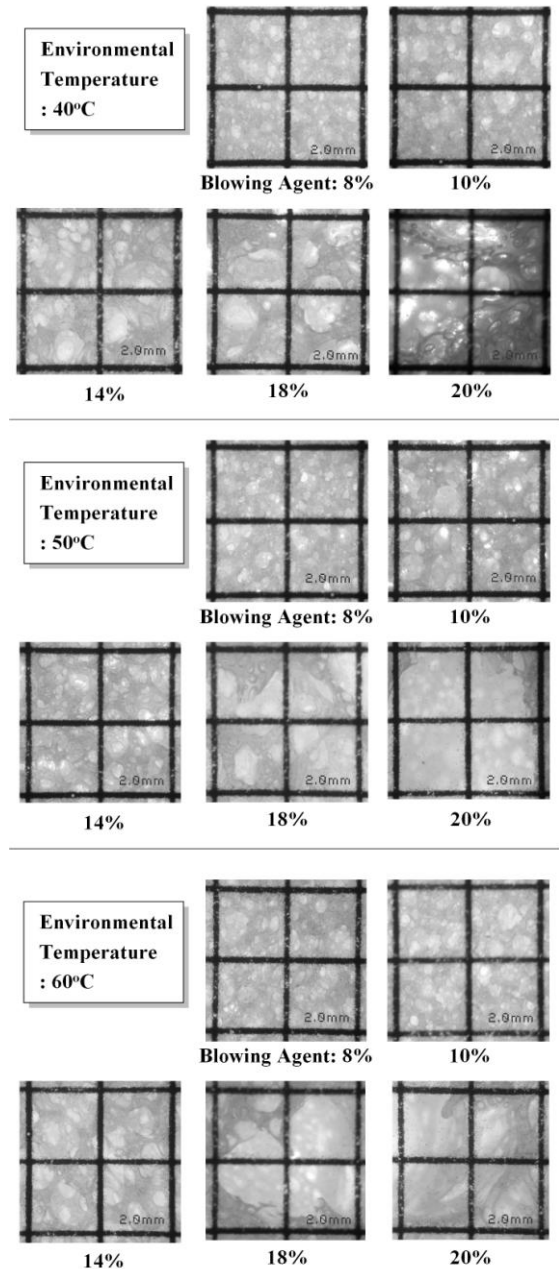 Environmental
Temperature
: 40°C
2.0mm
2.0mm
Blowing Agent: 8%
10%
2.0mm
2.0mm
2.0mm
14%
18%
20%
Environmental
Temperature
: 50°C
2.0mm
2.0mm
Blowing Agent: 8%
10%
2.0mm
2.0mm
2.0mm
14%
18%
20%
Environmental
Temperature
: 60°C
2.0mm
2.0mm
Blowing Agent: 8%
10%
2.0mm
2.0mm
2.0mm
14%
18%
20%